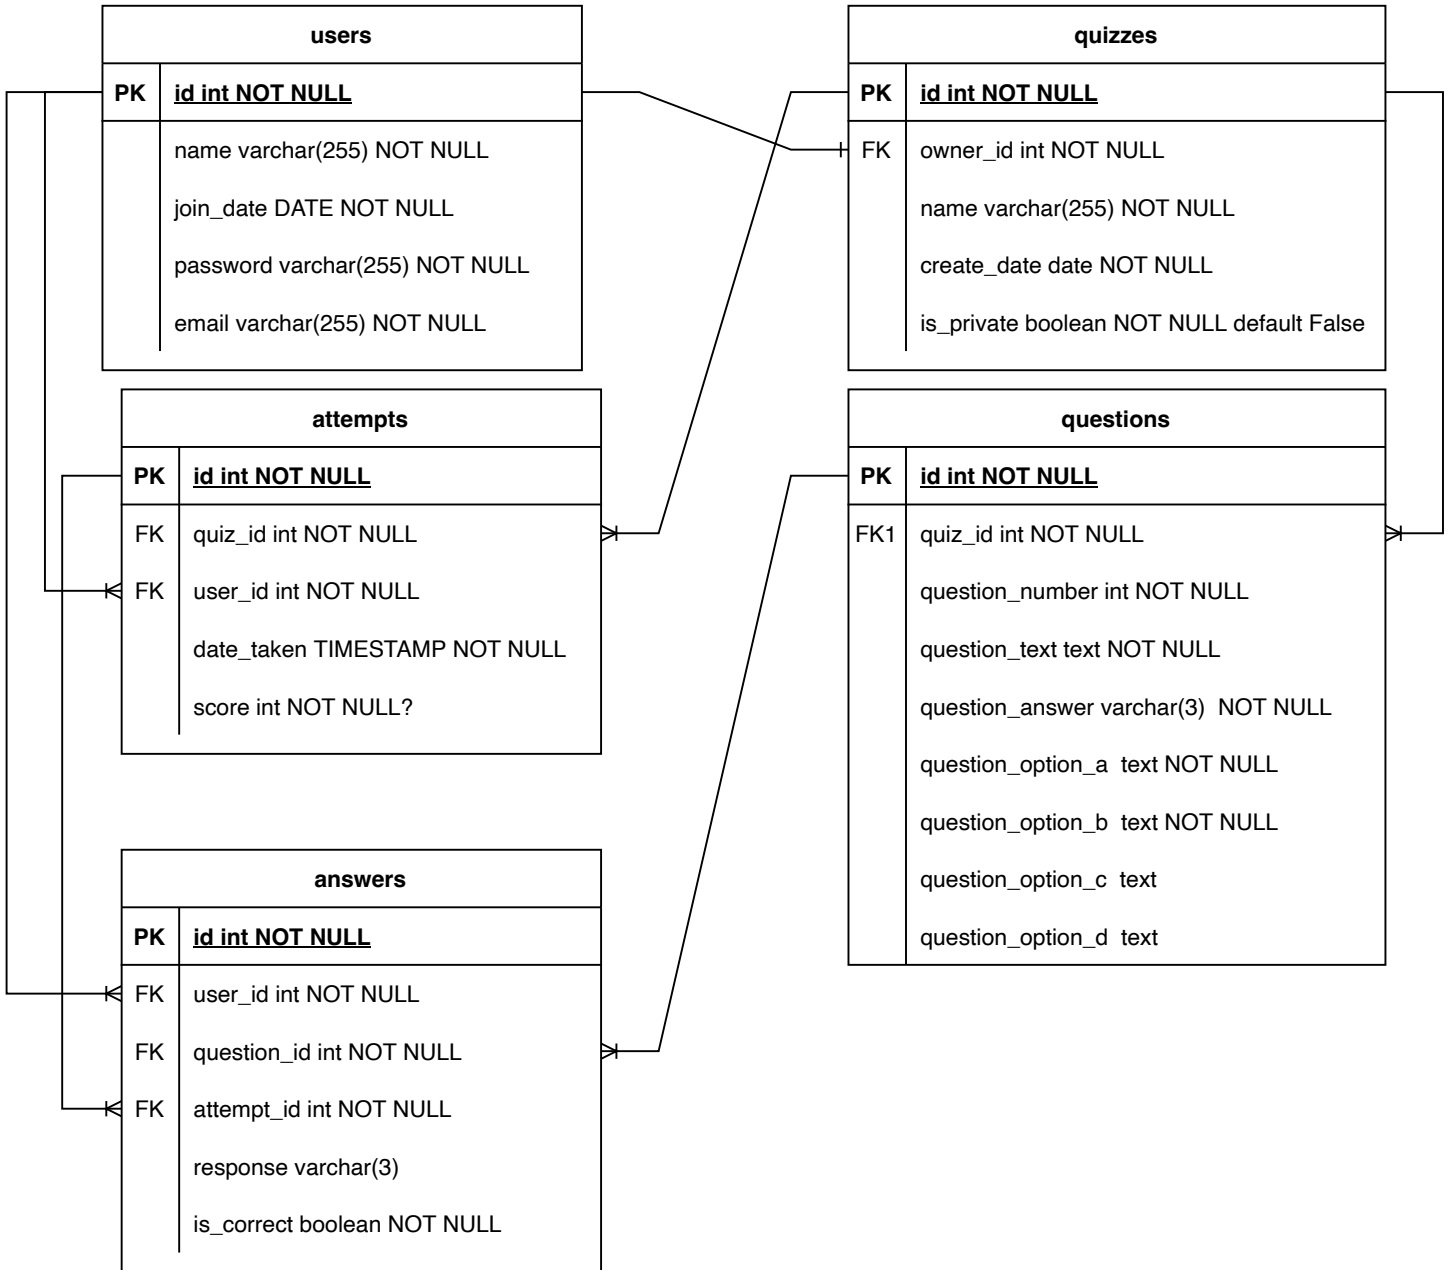 users
PK id int NOT NULL
name varchar(255) NOT NULL
join_date DATE NOT NULL
password varchar(255) NOT NULL
email varchar(255) NOT NULL
quizzes
PK id int NOT NULL
FK owner_id int NOT NULL
name varchar(255) NOT NULL
create_date date NOT NULL
is_private boolean NOT NULL default False
attempts
PK id int NOT NULL
FK quiz_id int NOT NULL
FK user_id int NOT NULL
date_taken TIMESTAMP NOT NULL
score int NOT NULL?
questions
PK id int NOT NULL
FK1 quiz_id int NOT NULL
question_number int NOT NULL
question_text text NOT NULL
question_answer varchar(3)  NOT NULL
question_option_a  text NOT NULL
question_option_b  text NOT NULL
question_option_c  text
question_option_d  text
answers
PK id int NOT NULL
FK user_id int NOT NULL
FK question_id int NOT NULL
FK attempt_id int NOT NULL
response varchar(3)
is_correct boolean NOT NULL